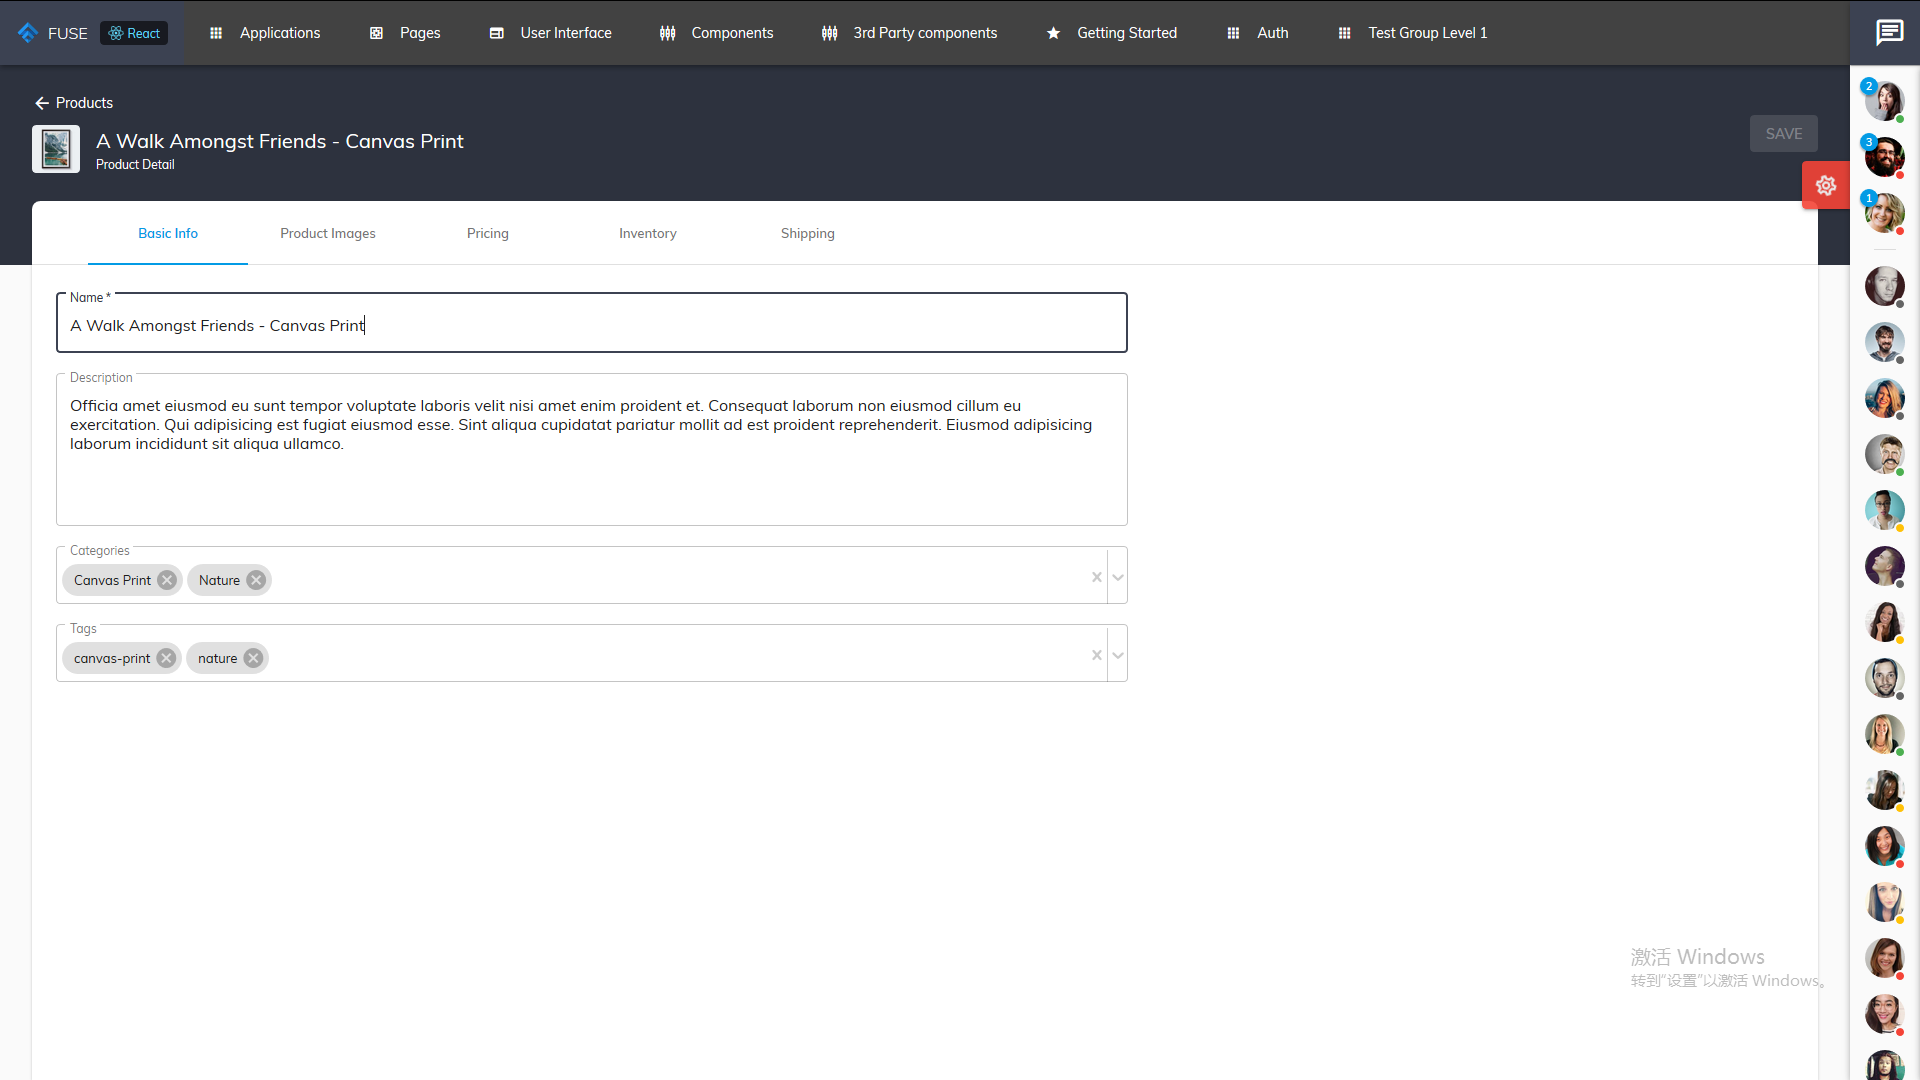 FUSE React Applications Pages User Interface Components 3rd Party components Getting Started Auth Test Group Level 1
Products
A Walk Amongst Friends - Canvas Print
Product Detail
SAVE
2
3
1
Basic Info Product Images Pricing Inventory Shipping
Name *
A Walk Amongst Friends - Canvas Print
Description
Officia amet eiusmod eu sunt tempor voluptate laboris velit nisi amet enim proident et. Consequat laborum non eiusmod cillum eu
exercitation. Qui adipisicing est fugiat eiusmod esse. Sint aliqua cupidatat pariatur mollit ad est proident reprehenderit. Eiusmod adipisicing
laborum incididunt sit aliqua ullamco.
Categories
Canvas Print Nature
Tags
canvas-print nature
激活 Windows
转到“设置”以激活 Windows。